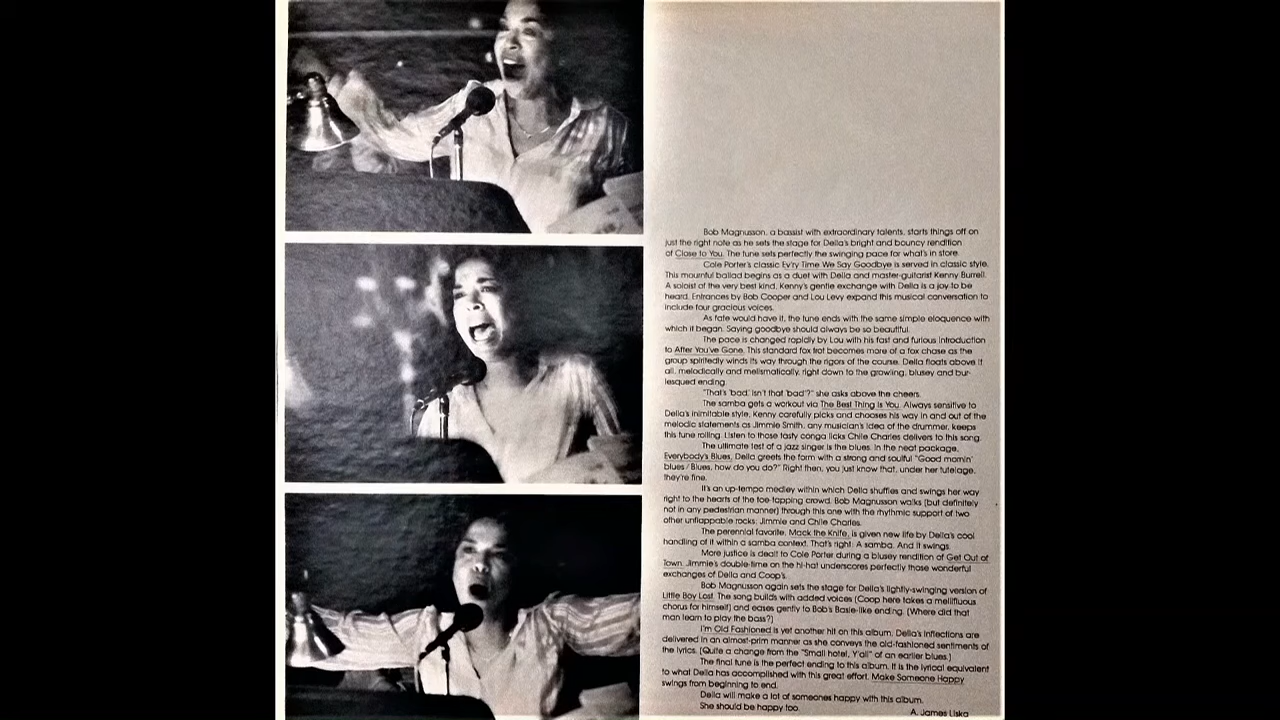 Bob Magnusson, a bassist with extraordinary talents, starts things off on
just the right note as he sets the stage for Della's bright and bouncy rendition
of Close to You. The tune sets perfectly the swinging pace for what's in store.
Cole Porter's classic Ev'ry Time We Say Goodbye is served in classic style.
This mournful ballad begins as a duet with Della and master-guitarist Kenny Burrell.
A soloist of the very best kind, Kenny's gentle exchange with Della is a joy to be
heard. Entrances by Bob Cooper and Lou Levy expand this musical conversation to
include four gracious voices.
As fate would have it, the tune ends with the same simple eloquence with
which it began. Saying goodbye should always be so beautiful.
The pace is changed rapidly by Lou with his fast and furious introduction
to After You've Gone. This standard fox trot becomes more of a fox chase as the
group spiritedly winds its way through the rigors of the course. Della floats above it
all, melodically and melismatically, right down to the growling, bluesy and bur-
lesqued ending.
"That's 'bad,' isn't that 'bad'?" she asks above the cheers.
The samba gets a workout via The Best Thing Is You. Always sensitive to
Della's inimitable style, Kenny carefully picks and chooses his way in and out of the
melodic statements as Jimmie Smith, any musician's idea of the drummer, keeps
this tune rolling. Listen to those tasty conga licks Chile Charles delivers to this song.
The ultimate test of a jazz singer is the blues. In the neat package,
Everybody's Blues, Della greets the form with a strong and soulful "Good mornin'
blues/Blues, how do you do?" Right then, you just know that, under her tutelage,
they're fine.
It's an up-tempo medley within which Della shuffles and swings her way
right to the hearts of the toe tapping crowd. Bob Magnusson walks (but definitely
not in any pedestrian manner) through this one with the rhythmic support of two
other unflappable rocks: Jimmie and Chile Charles.
The perennial favorite, Mack the Knife, is given new life by Della's cool
handling of it within a samba context. That's right: A samba. And it swings.
More justice is dealt to Cole Porter during a bluesy rendition of Get Out of
Town. Jimmie's double-time on the hi-hat underscores perfectly those wonderful
exchanges of Della and Coop's.
Bob Magnusson again sets the stage for Della's lightly-swinging version of
Little Boy Lost. The song builds with added voices (Coop here takes a mellifluous
chorus for himself) and eases gently to Bob's Basie-like ending. (Where did that
man learn to play the bass?)
I'm Old Fashioned is yet another hit on this album. Della's inflections are
delivered in an almost-prim manner as she conveys the old-fashioned sentiments of
the lyrics. (Quite a change from the "Small hotel, Y'all" of an earlier blues.)
The final tune is the perfect ending to this album. It is the lyrical equivalent
to what Della has accomplished with this great effort. Make Someone Happy
swings from beginning to end.
Della will make a lot of someones happy with this album.
She should be happy too.
A. James Liska